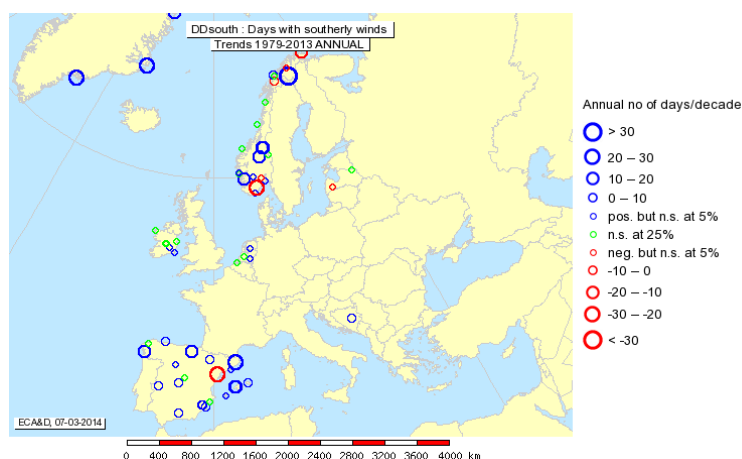 DDsouth : Days with southerly winds
Trends 1979-2013 ANNUAL
Annual no of days/decade
> 30
20 – 30
10 – 20
0 – 10
pos. but n.s. at 5%
n.s. at 25%
neg. but n.s. at 5%
-10 – 0
-20 – -10
-30 – -20
< -30
ECA&D, 07-03-2014
0 400 800 1200 1600 2000 2400 2800 3200 3600 4000 km